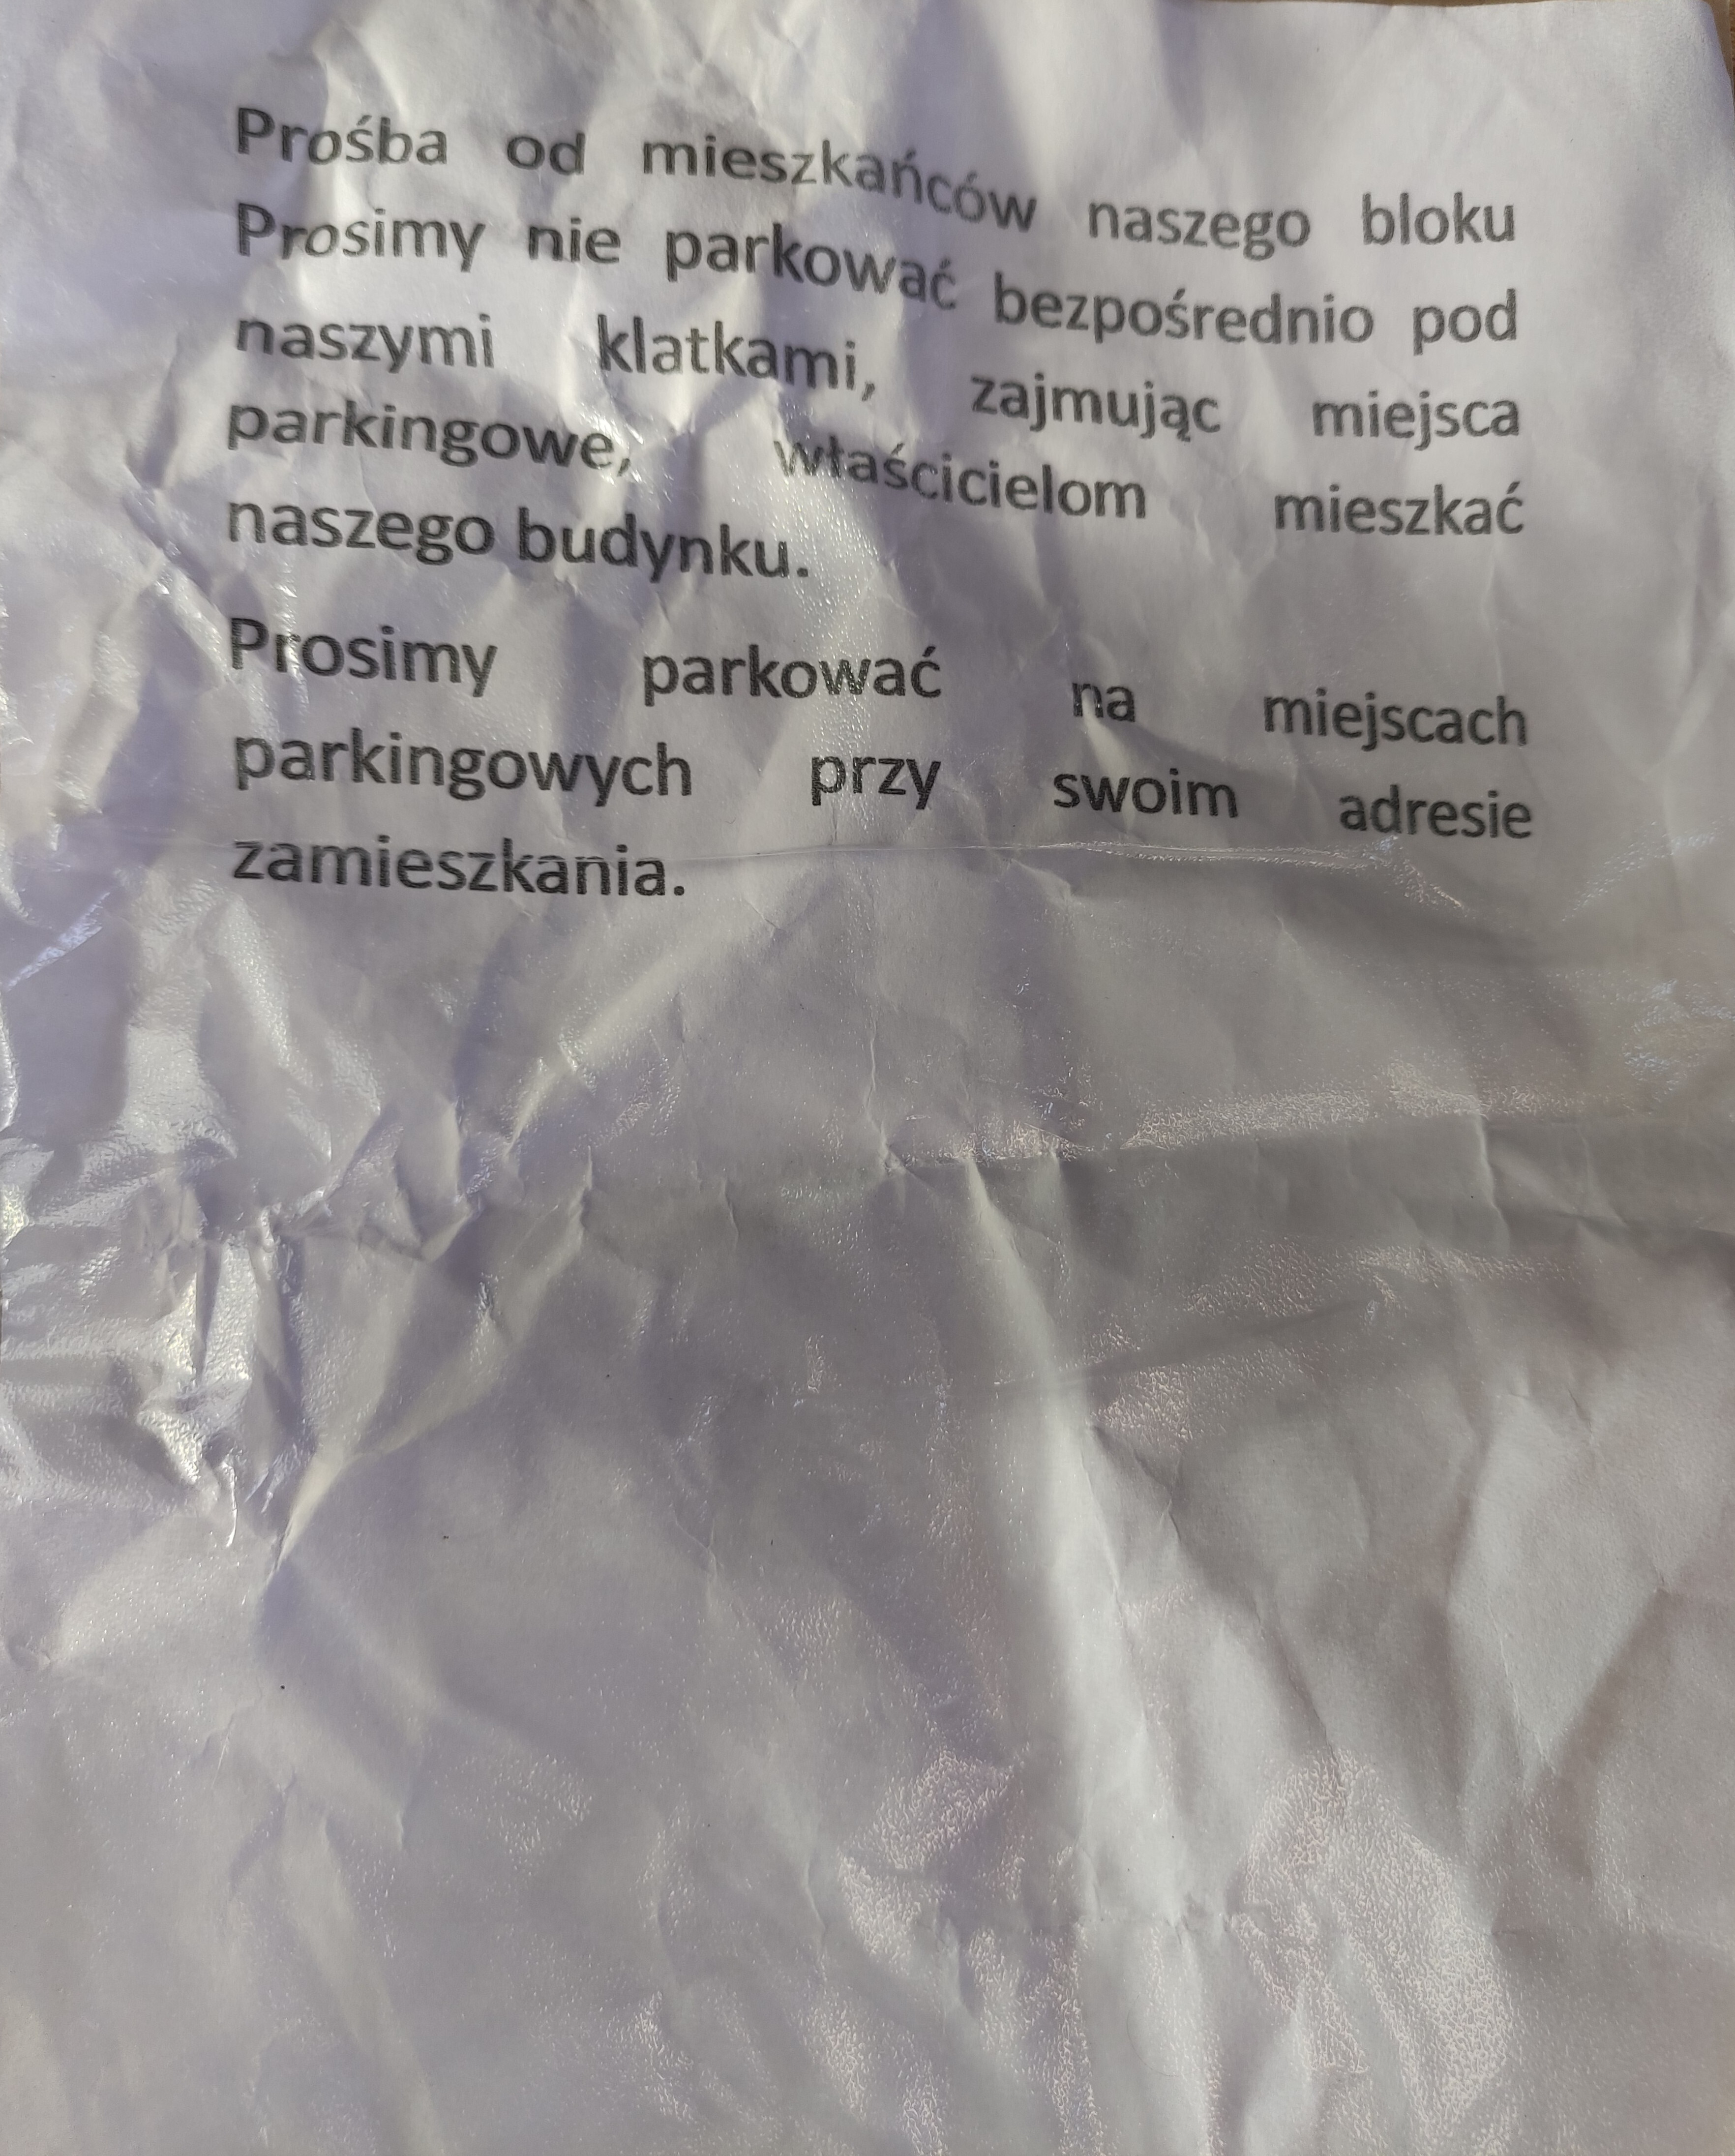 Prośba od mieszkańców naszego bloku
Prosimy nie parkować bezpośrednio pod
naszymi klatkami, zajmując miejsca
parkingowe, właścicielom mieszkać
naszego budynku.
Prosimy parkować na miejscach
parkingowych przy swoim adresie
zamieszkania.